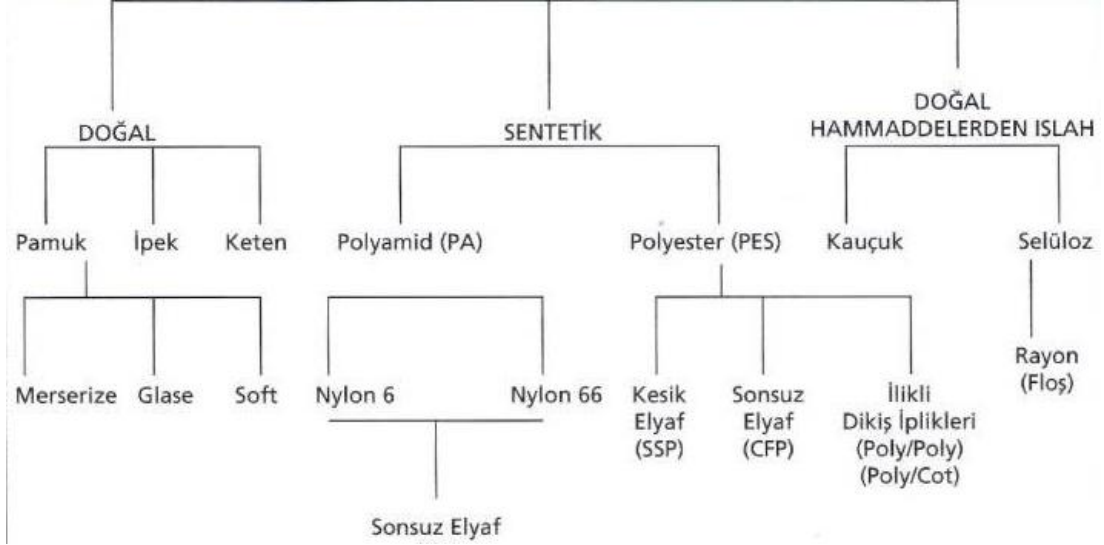 DOĞAL
SENTETİK
DOĞAL
HAMMADDELERDEN ISLAH
Pamuk
İpek
Keten
Polyamid (PA)
Polyester (PES)
Kauçuk
Selüloz
Merserize
Glase
Soft
Nylon 6
Nylon 66
Kesik
Elyaf
(SSP)
Sonsuz
Elyaf
(CFP)
İlikli
Dikiş İplikleri
(Poly/Poly)
(Poly/Cot)
Rayon
(Floş)
Sonsuz Elyaf